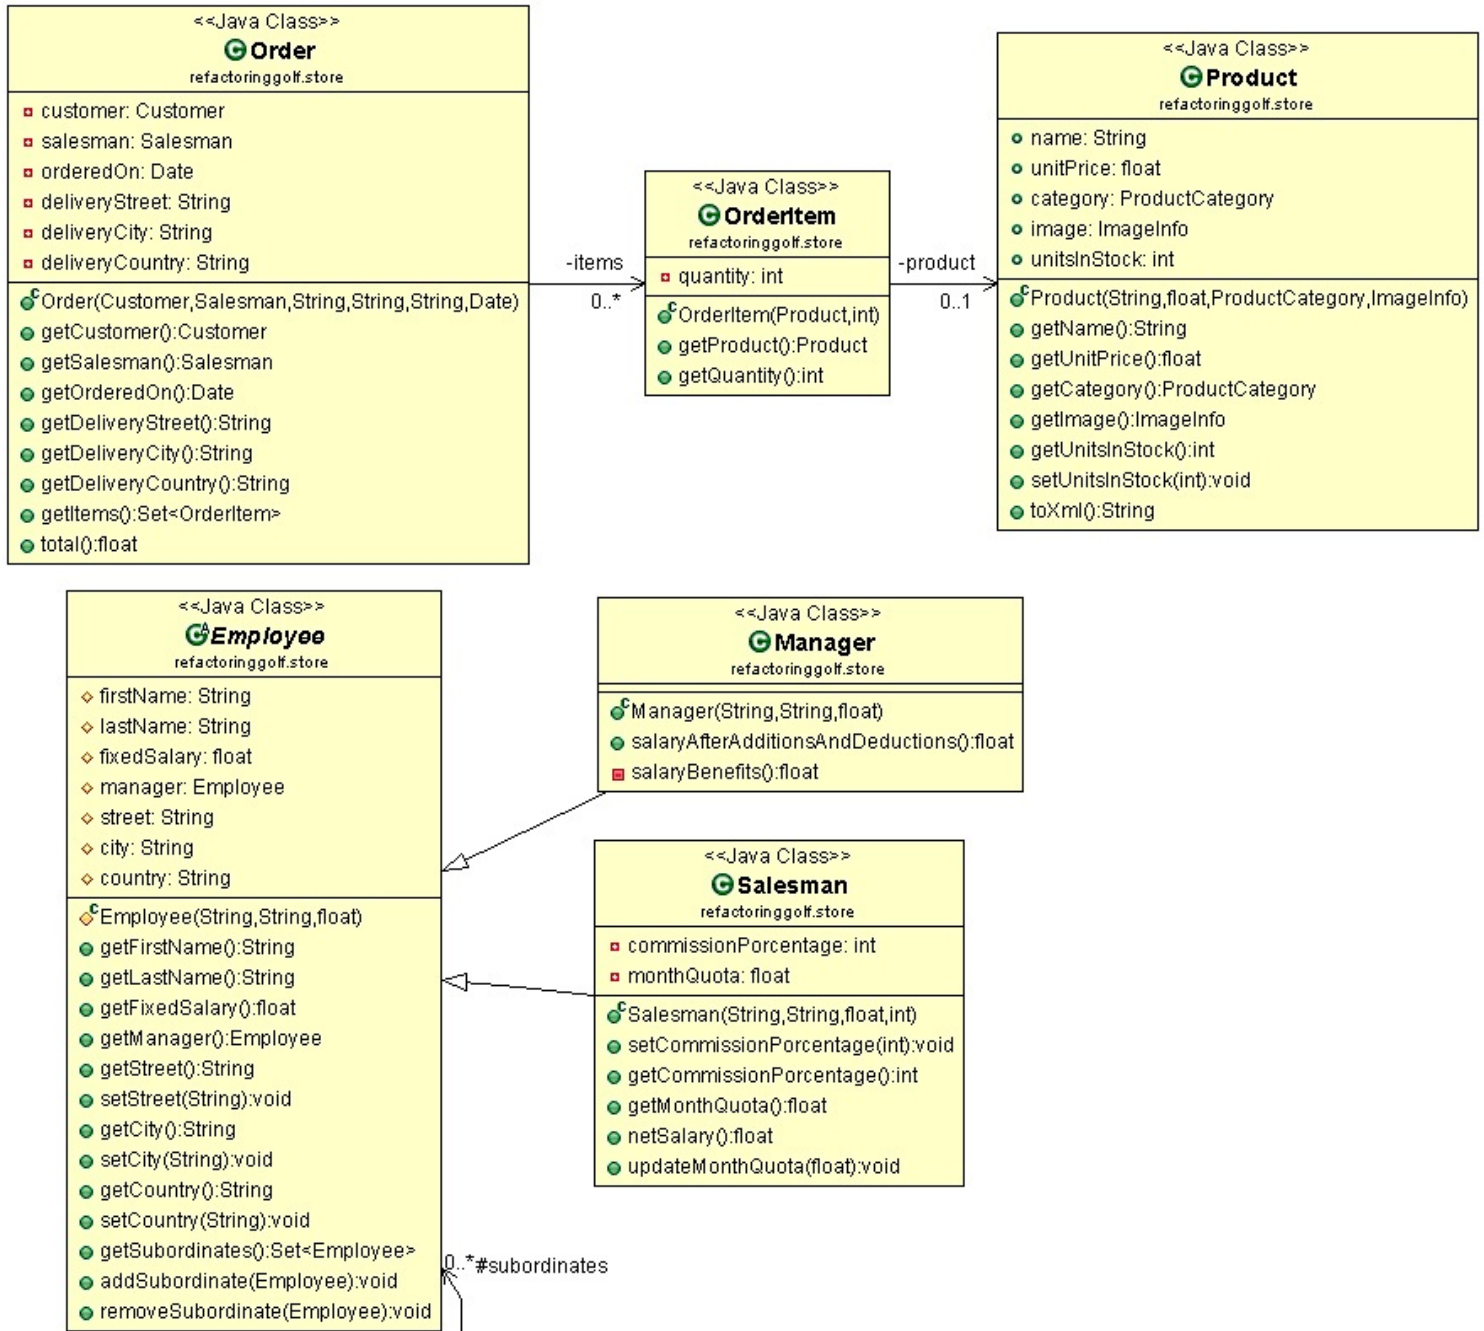 <<Java Class>>
Order
refactoringgolf.store
customer: Customer
salesman: Salesman
orderedOn: Date
deliveryStreet: String
deliveryCity: String
deliveryCountry: String
Order(Customer,Salesman,String,String,String,Date)
getCustomer():Customer
getSalesman():Salesman
getOrderedOn():Date
getDeliveryStreet():String
getDeliveryCity():String
getDeliveryCountry():String
getItems():Set<OrderItem>
total():float
-items
0..*
<<Java Class>>
OrderItem
refactoringgolf.store
quantity: int
OrderItem(Product,int)
getProduct():Product
getQuantity():int
-product
0..1
<<Java Class>>
Product
refactoringgolf.store
name: String
unitPrice: float
category: ProductCategory
image: ImageInfo
unitsInStock: int
Product(String,float,ProductCategory,ImageInfo)
getName():String
getUnitPrice():float
getCategory():ProductCategory
getImage():ImageInfo
getUnitsInStock():int
setUnitsInStock(int):void
toXml():String
<<Java Class>>
Employee
refactoringgolf.store
firstName: String
lastName: String
fixedSalary: float
manager: Employee
street: String
city: String
country: String
Employee(String,String,float)
getFirstName():String
getLastName():String
getFixedSalary():float
getManager():Employee
getStreet():String
setStreet(String):void
getCity():String
setCity(String):void
getCountry():String
setCountry(String):void
getSubordinates():Set<Employee>
addSubordinate(Employee):void
removeSubordinate(Employee):void
0..* #subordinates
<<Java Class>>
Manager
refactoringgolf.store
Manager(String,String,float)
salaryAfterAdditionsAndDeductions():float
salaryBenefits():float
<<Java Class>>
Salesman
refactoringgolf.store
commissionPorcentage: int
monthQuota: float
Salesman(String,String,float,int)
setCommissionPorcentage(int):void
getCommissionPorcentage():int
getMonthQuota():float
netSalary():float
updateMonthQuota(float):void